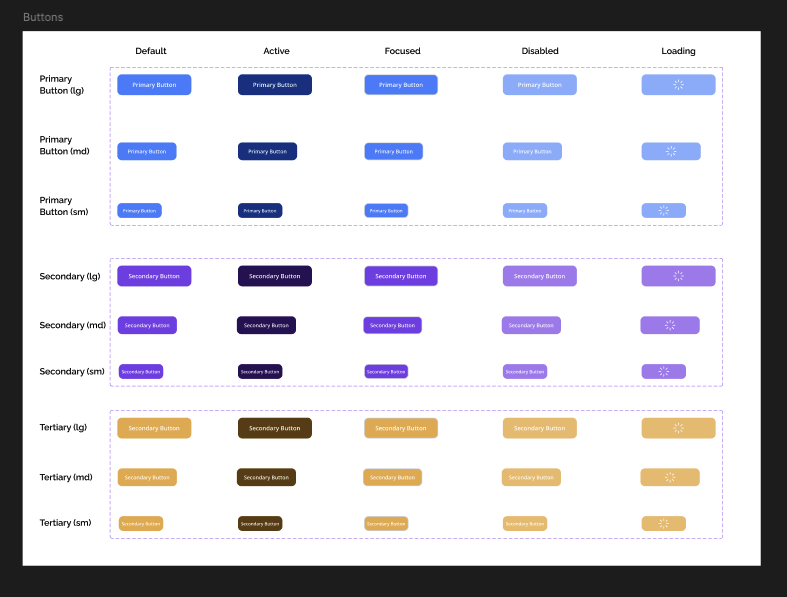 Buttons
Default Active Focused Disabled Loading
Primary
Button (lg)
Primary Button Primary Button Primary Button Primary Button
Primary
Button (md)
Primary Button Primary Button Primary Button Primary Button
Primary
Button (sm)
Primary Button Primary Button Primary Button Primary Button
Secondary (lg) Secondary Button Secondary Button Secondary Button Secondary Button
Secondary (md) Secondary Button Secondary Button Secondary Button Secondary Button
Secondary (sm) Secondary Button Secondary Button Secondary Button Secondary Button
Tertiary (lg) Secondary Button Secondary Button Secondary Button Secondary Button
Tertiary (md) Secondary Button Secondary Button Secondary Button Secondary Button
Tertiary (sm) Secondary Button Secondary Button Secondary Button Secondary Button